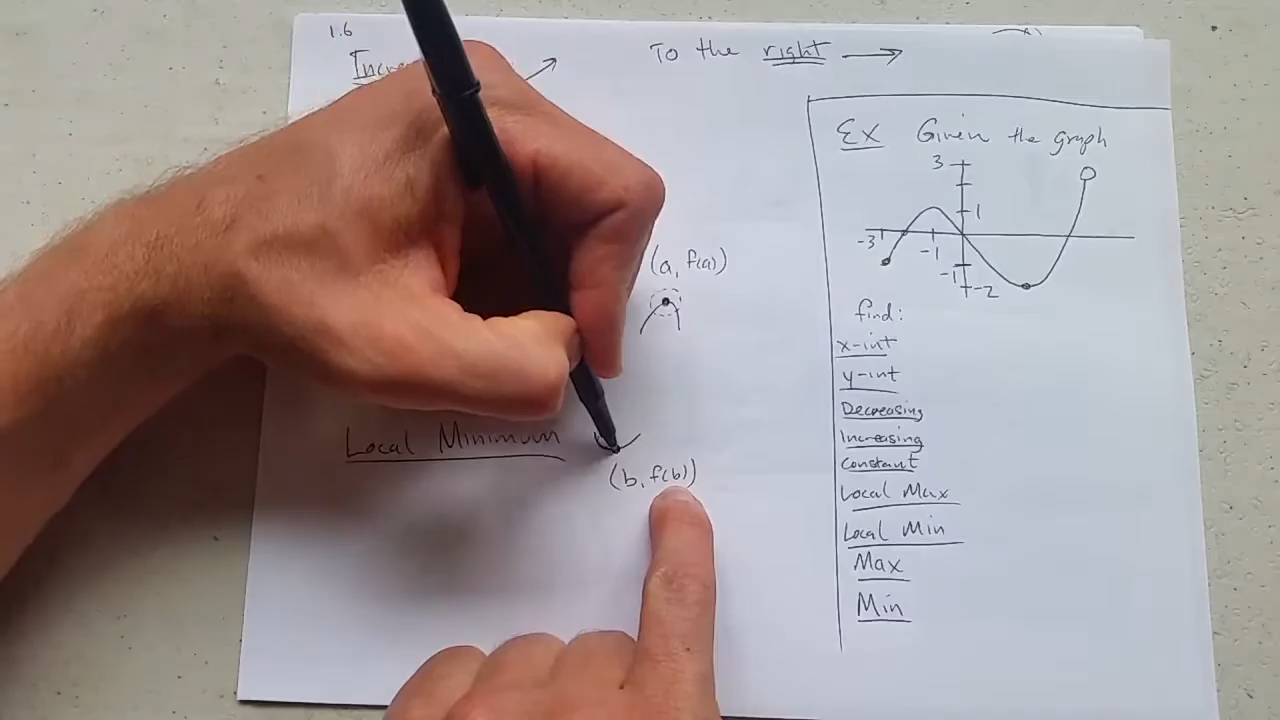 1.6
To the right
(a, f(a))
Local Minimum
(b, f(b))
Ex Given the graph
3
1
-3
-1
-1
-2
find:
x-int
y-int
Decreasing
Increasing
Constant
Local Max
Local Min
Max
Min